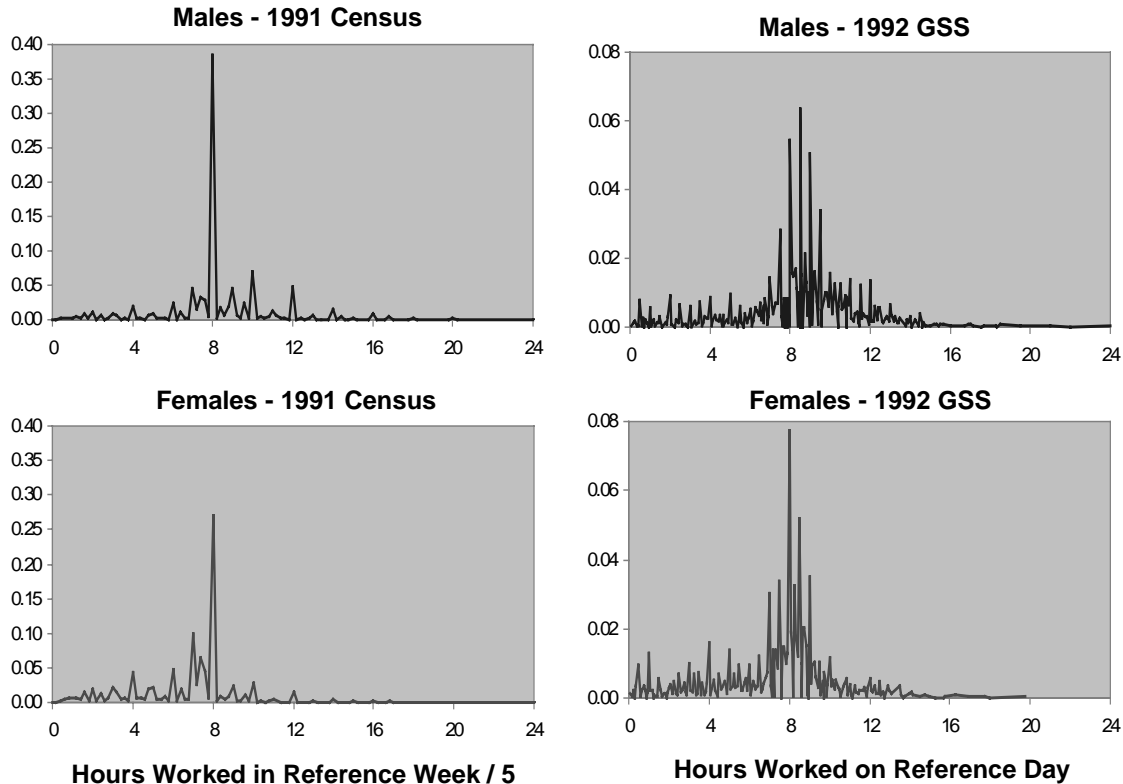 Males - 1991 Census
0.40
0.35
0.30
0.25
0.20
0.15
0.10
0.05
0.00
0 4 8 12 16 20 24
Males - 1992 GSS
0.08
0.06
0.04
0.02
0.00
0 4 8 12 16 20 24
Females - 1991 Census
0.40
0.35
0.30
0.25
0.20
0.15
0.10
0.05
0.00
0 4 8 12 16 20 24
Hours Worked in Reference Week / 5
Females - 1992 GSS
0.08
0.06
0.04
0.02
0.00
0 4 8 12 16 20 24
Hours Worked on Reference Day